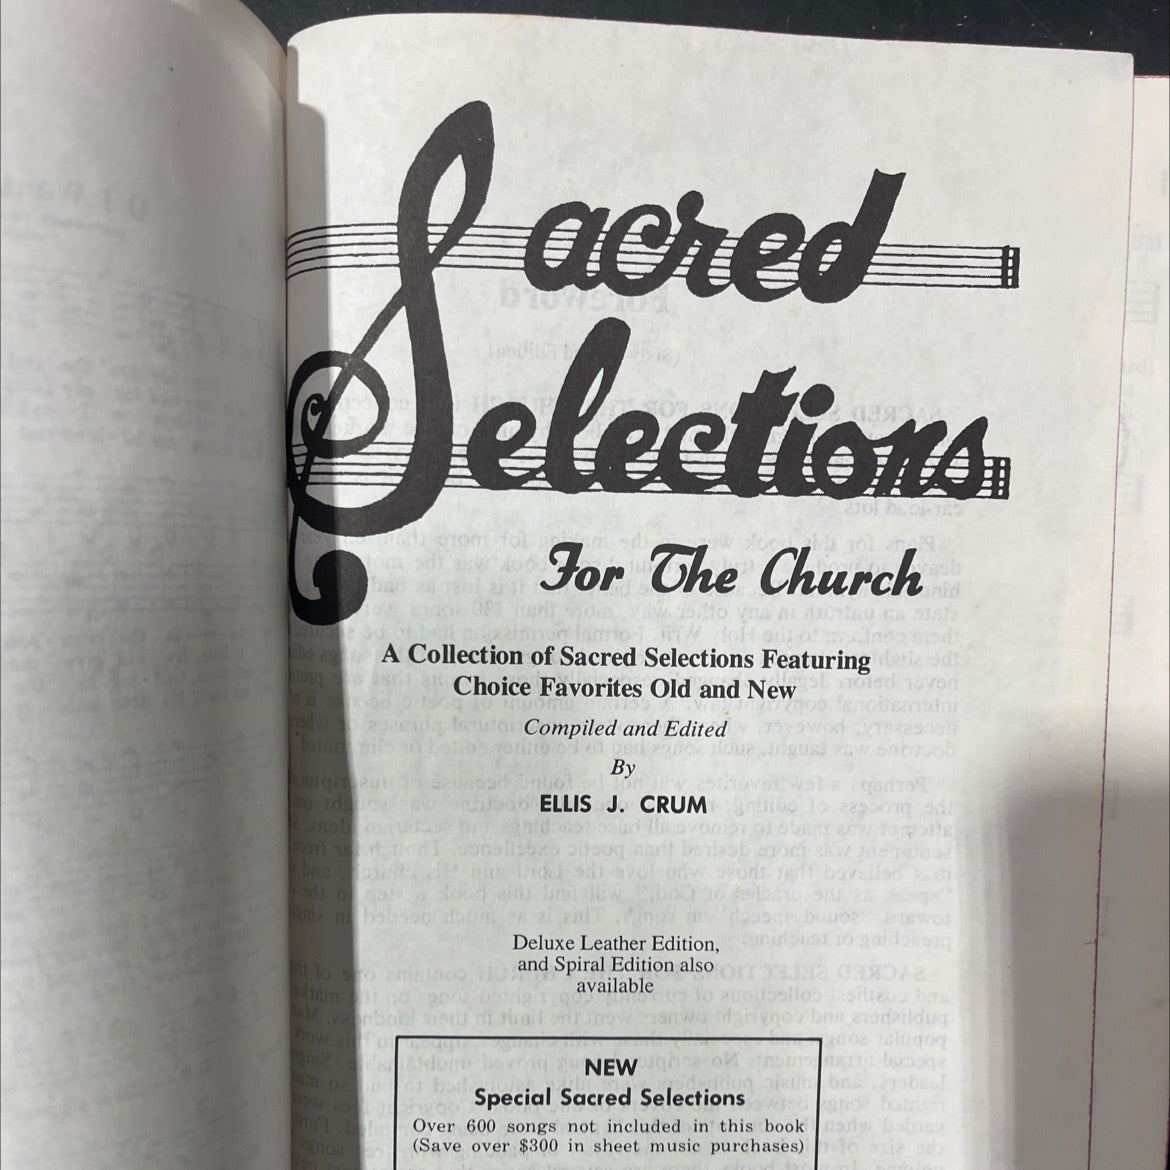 Sacred
Selections
For The Church
A Collection of Sacred Selections Featuring
Choice Favorites Old and New
Compiled and Edited
By
ELLIS J. CRUM
Deluxe Leather Edition,
and Spiral Edition also
available
NEW
Special Sacred Selections
Over 600 songs not included in this book
(Save over $300 in sheet music purchases)